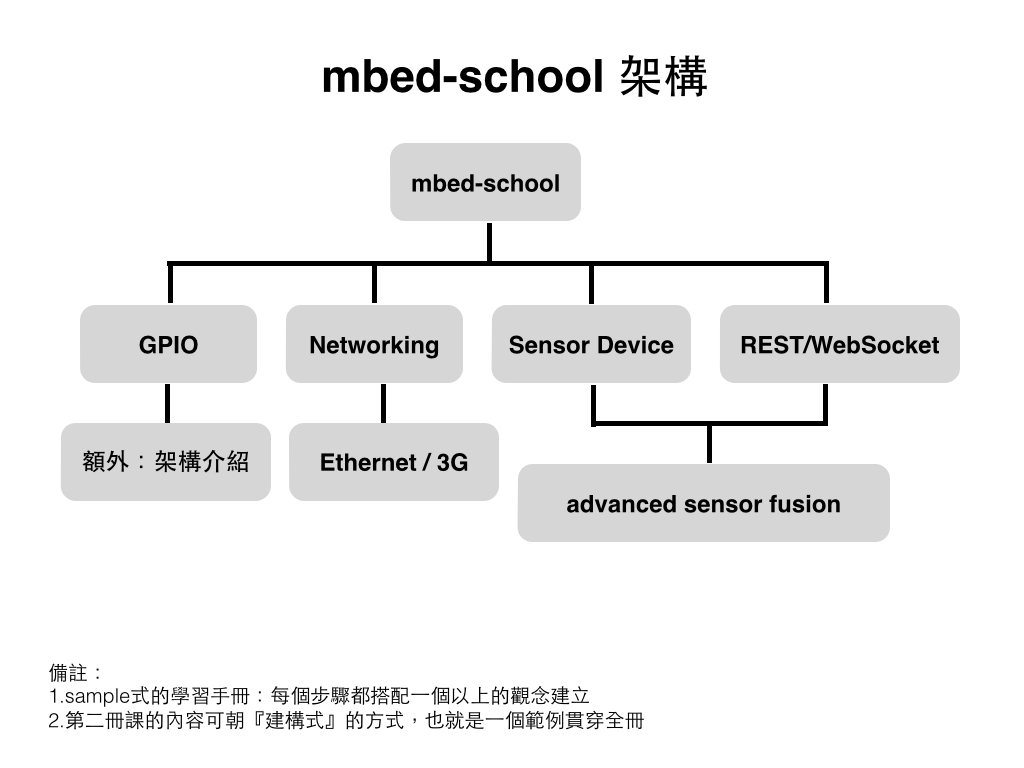 mbed-school 架構
mbed-school
GPIO
Networking
Sensor Device
REST/WebSocket
額外：架構介紹
Ethernet / 3G
advanced sensor fusion
備註：
1.sample式的學習手冊：每個步驟都搭配一個以上的觀念建立
2.第二冊課的內容可朝『建構式』的方式，也就是一個範例貫穿全冊